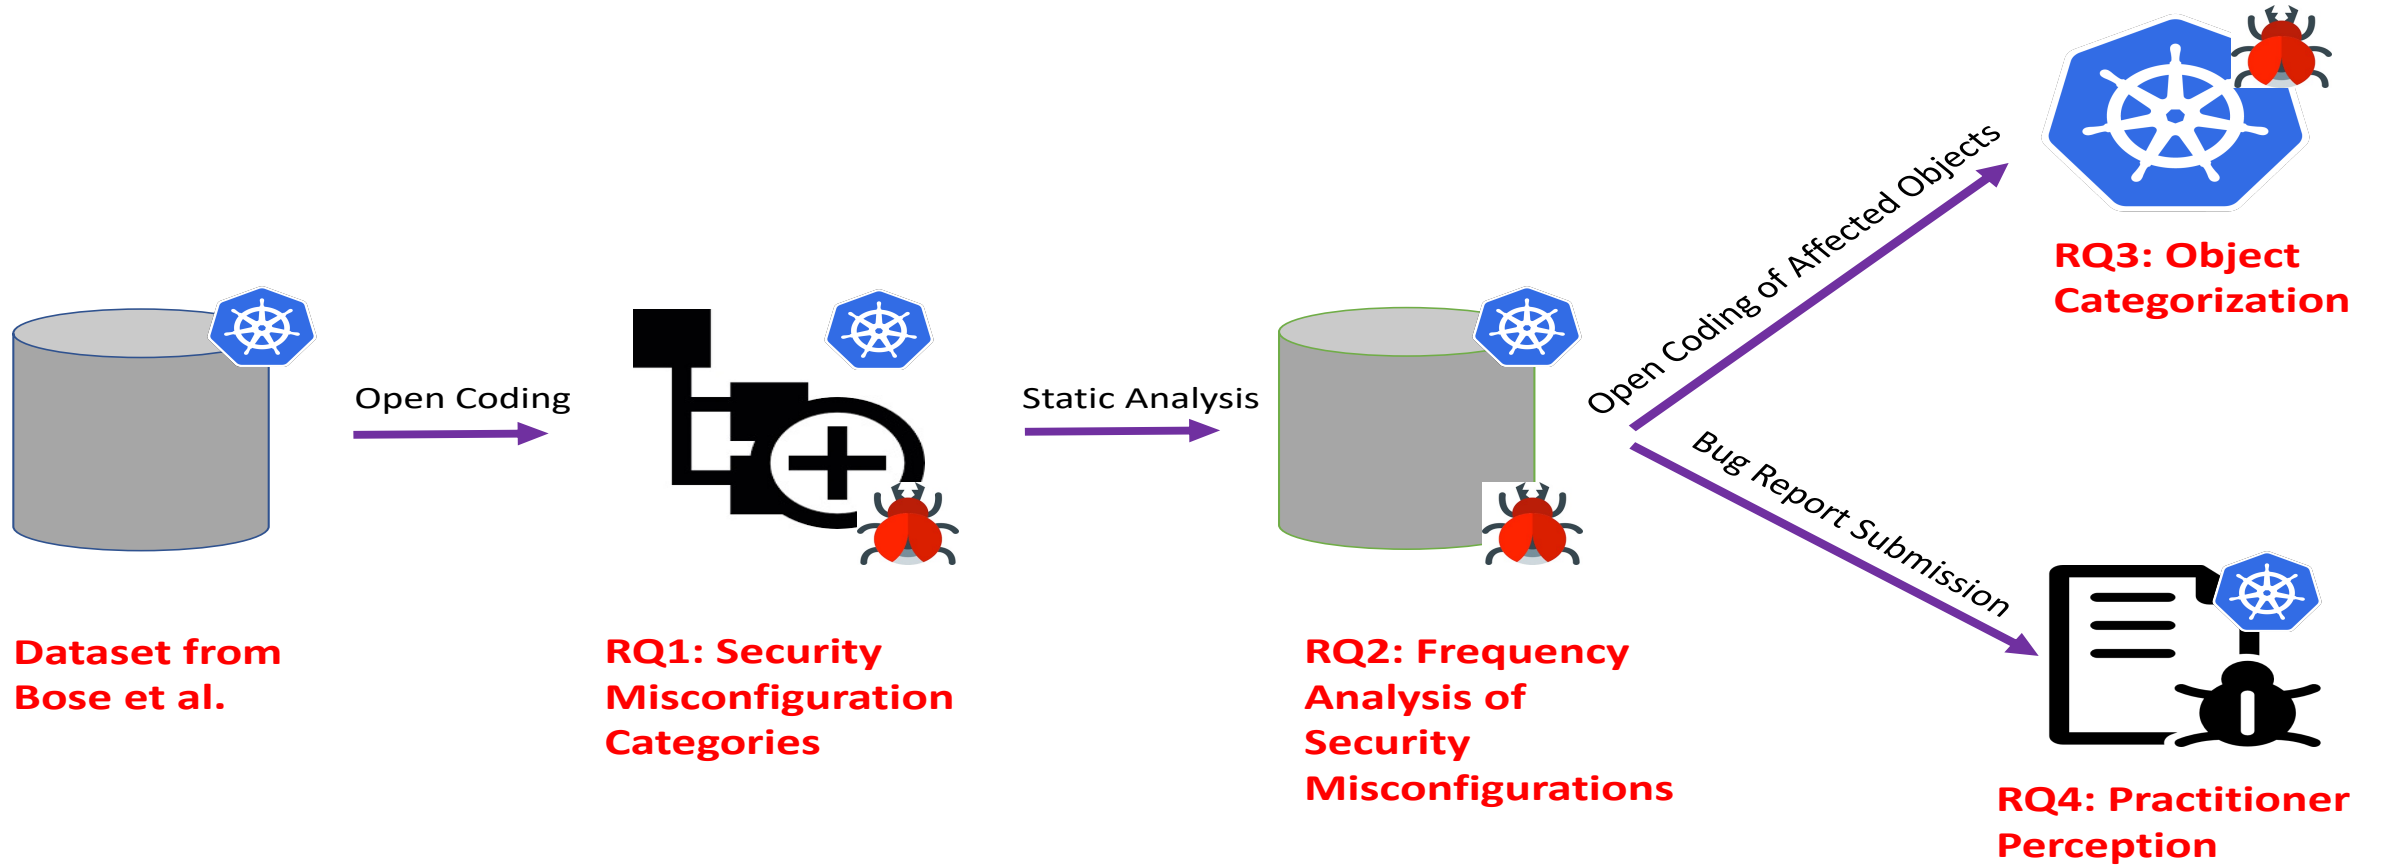 Dataset from
Bose et al.
Open Coding
RQ1: Security
Misconfiguration
Categories
Static Analysis
RQ2: Frequency
Analysis of
Security
Misconfigurations
Open Coding of Affected Objects
RQ3: Object
Categorization
Bug Report Submission
RQ4: Practitioner
Perception